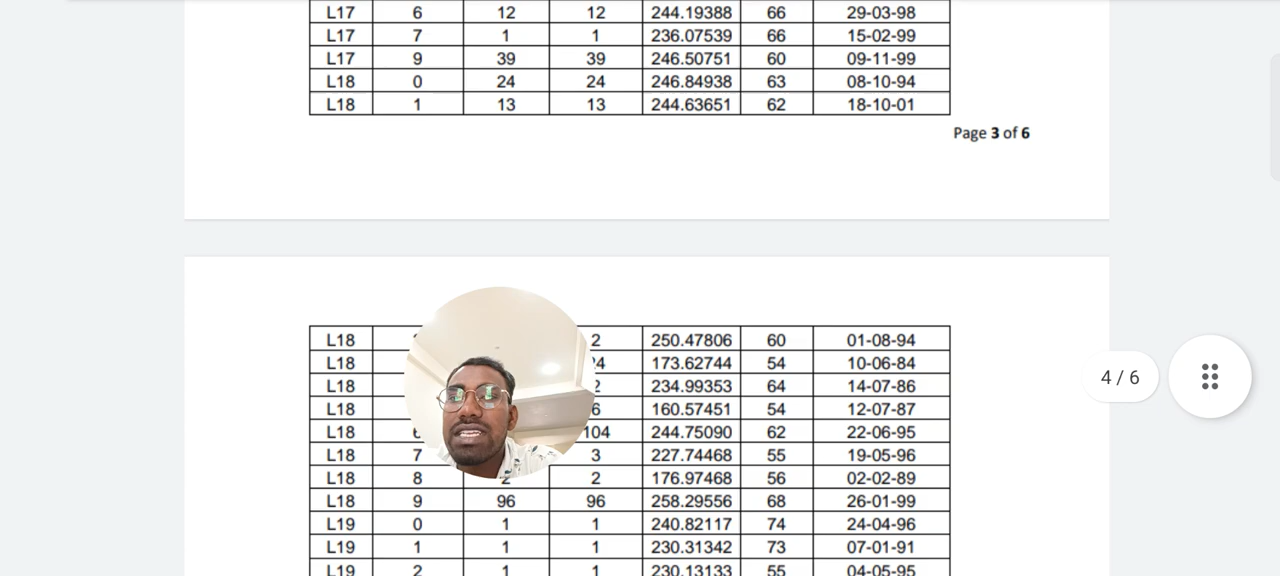 L17 6 12 12 244.19388 66 29-03-98
L17 7 1 1 236.07539 66 15-02-99
L17 9 39 39 246.50751 60 09-11-99
L18 0 24 24 246.84938 63 08-10-94
L18 1 13 13 244.63651 62 18-10-01
Page 3 of 6
L18 2 250.47806 60 01-08-94
L18 173.62744 54 10-06-84
L18 234.99353 64 14-07-86
L18 160.57451 54 12-07-87
L18 104 244.75090 62 22-06-95
L18 7 3 227.74468 55 19-05-96
L18 8 2 176.97468 56 02-02-89
L18 9 96 96 258.29556 68 26-01-99
L19 0 1 1 240.82117 74 24-04-96
L19 1 1 1 230.31342 73 07-01-91
L19 2 1 1 230.13133 55 04-05-95
4 / 6